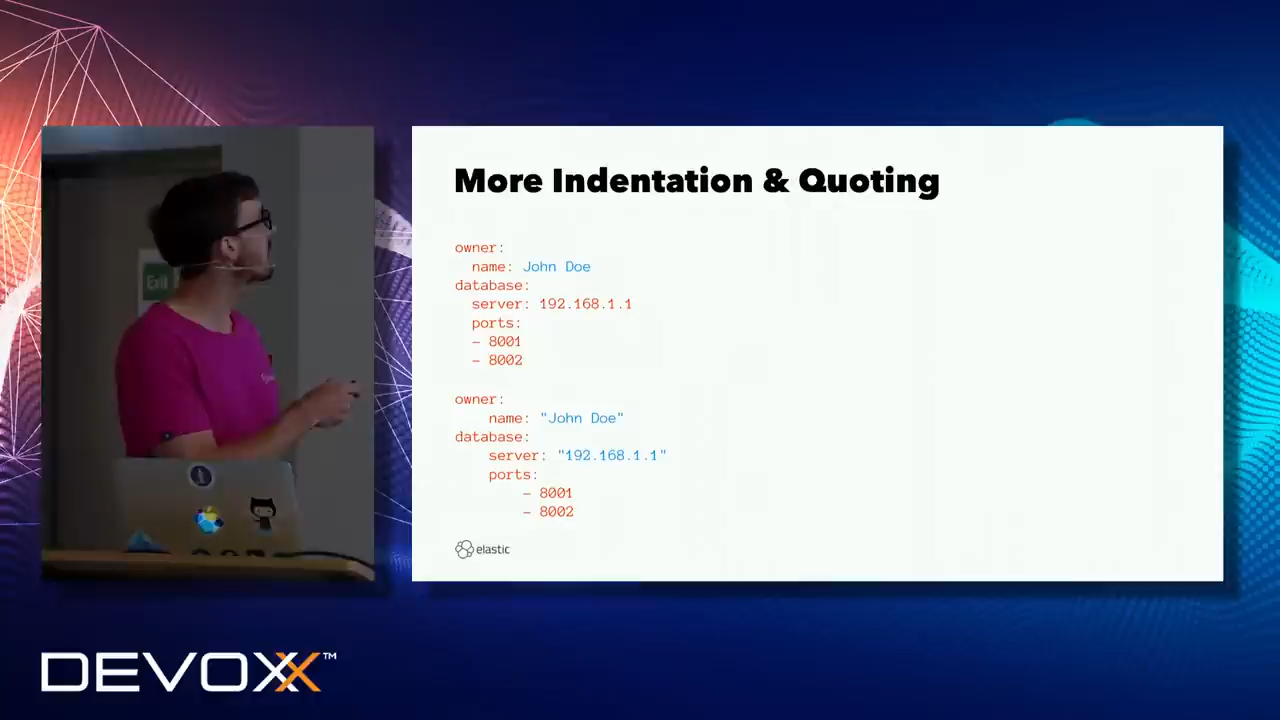 Exit
More Indentation & Quoting
owner:
  name: John Doe
database:
  server: 192.168.1.1
  ports:
  - 8001
  - 8002
owner:
    name: "John Doe"
database:
    server: "192.168.1.1"
    ports:
        - 8001
        - 8002
elastic
DEVOXX™